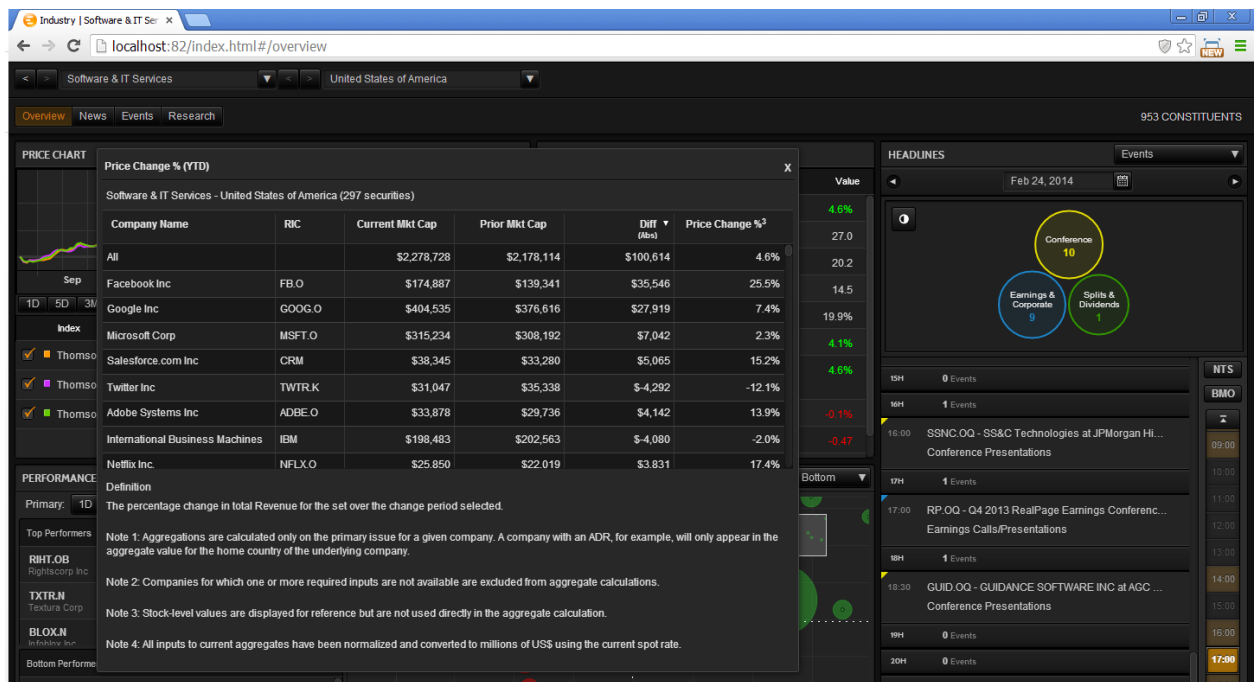 Industry | Software & IT Ser
localhost:82/index.html#/overview
NEW
Software & IT Services
United States of America
Overview News Events Research
953 CONSTITUENTS
PRICE CHART
Sep
1D 5D 3M
Index
Thomso
Thomso
Thomso
Price Change % (YTD)
X
Software & IT Services - United States of America (297 securities)
Company Name RIC Current Mkt Cap Prior Mkt Cap Diff ▼ (Abs) Price Change %3
All $2,278,728 $2,178,114 $100,614 4.6%
Facebook Inc FB.O $174,887 $139,341 $35,546 25.5%
Google Inc GOOG.O $404,535 $376,616 $27,919 7.4%
Microsoft Corp MSFT.O $315,234 $308,192 $7,042 2.3%
Salesforce.com Inc CRM $38,345 $33,280 $5,065 15.2%
Twitter Inc TWTR.K $31,047 $35,338 $-4,292 -12.1%
Adobe Systems Inc ADBE.O $33,878 $29,736 $4,142 13.9%
International Business Machines IBM $198,483 $202,563 $-4,080 -2.0%
Netflix Inc. NFLX.O $25,850 $22,019 $3,831 17.4%
Definition
The percentage change in total Revenue for the set over the change period selected.
Note 1: Aggregations are calculated only on the primary issue for a given company. A company with an ADR, for example, will only appear in the
aggregate value for the home country of the underlying company.
Note 2: Companies for which one or more required inputs are not available are excluded from aggregate calculations.
Note 3: Stock-level values are displayed for reference but are not used directly in the aggregate calculation.
Note 4: All inputs to current aggregates have been normalized and converted to millions of US$ using the current spot rate.
Value
4.6%
27.0
20.2
14.5
19.9%
4.1%
4.6%
-0.1%
-0.47
PERFORMANCE
Bottom
Primary: 1D
Top Performers
RIHT.OB
Rightscorp Inc
TXTR.N
Textura Corp
BLOX.N
Infoblox Inc
Bottom Performe
HEADLINES
Events
Feb 24, 2014
Conference
10
Earnings &
Corporate
9
Splits &
Dividends
1
15H 0 Events
16H 1 Events
16:00 SSNC.OQ - SS&C Technologies at JPMorgan Hi...
Conference Presentations
17H 1 Events
17:00 RP.OQ - Q4 2013 RealPage Earnings Conferenc...
Earnings Calls/Presentations
18H 1 Events
18:30 GUID.OQ - GUIDANCE SOFTWARE INC at AGC ...
Conference Presentations
19H 0 Events
20H 0 Events
NTS
BMO
09:00
10:00
11:00
12:00
13:00
14:00
15:00
16:00
17:00